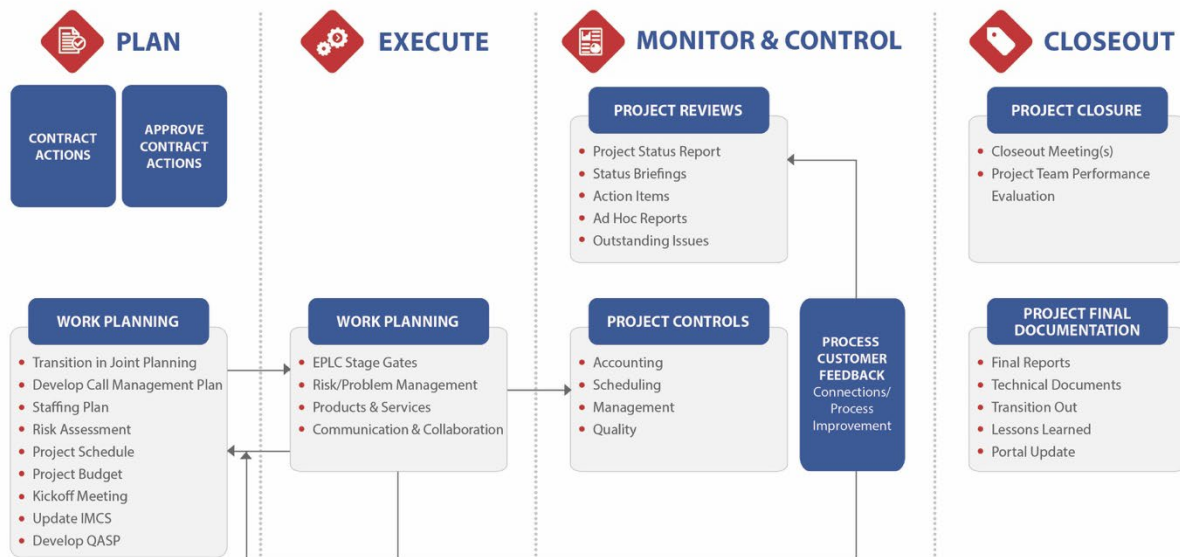 PLAN
EXECUTE
MONITOR & CONTROL
CLOSEOUT
CONTRACT
ACTIONS
APPROVE
CONTRACT
ACTIONS
PROJECT REVIEWS
Project Status Report
Status Briefings
Action Items
Ad Hoc Reports
Outstanding Issues
PROJECT CLOSURE
Closeout Meeting(s)
Project Team Performance
Evaluation
WORK PLANNING
Transition in Joint Planning
Develop Call Management Plan
Staffing Plan
Risk Assessment
Project Schedule
Project Budget
Kickoff Meeting
Update IMCS
Develop QASP
WORK PLANNING
EPLC Stage Gates
Risk/Problem Management
Products & Services
Communication & Collaboration
PROJECT CONTROLS
Accounting
Scheduling
Management
Quality
PROCESS
CUSTOMER
FEEDBACK
Connections/
Process
Improvement
PROJECT FINAL
DOCUMENTATION
Final Reports
Technical Documents
Transition Out
Lessons Learned
Portal Update